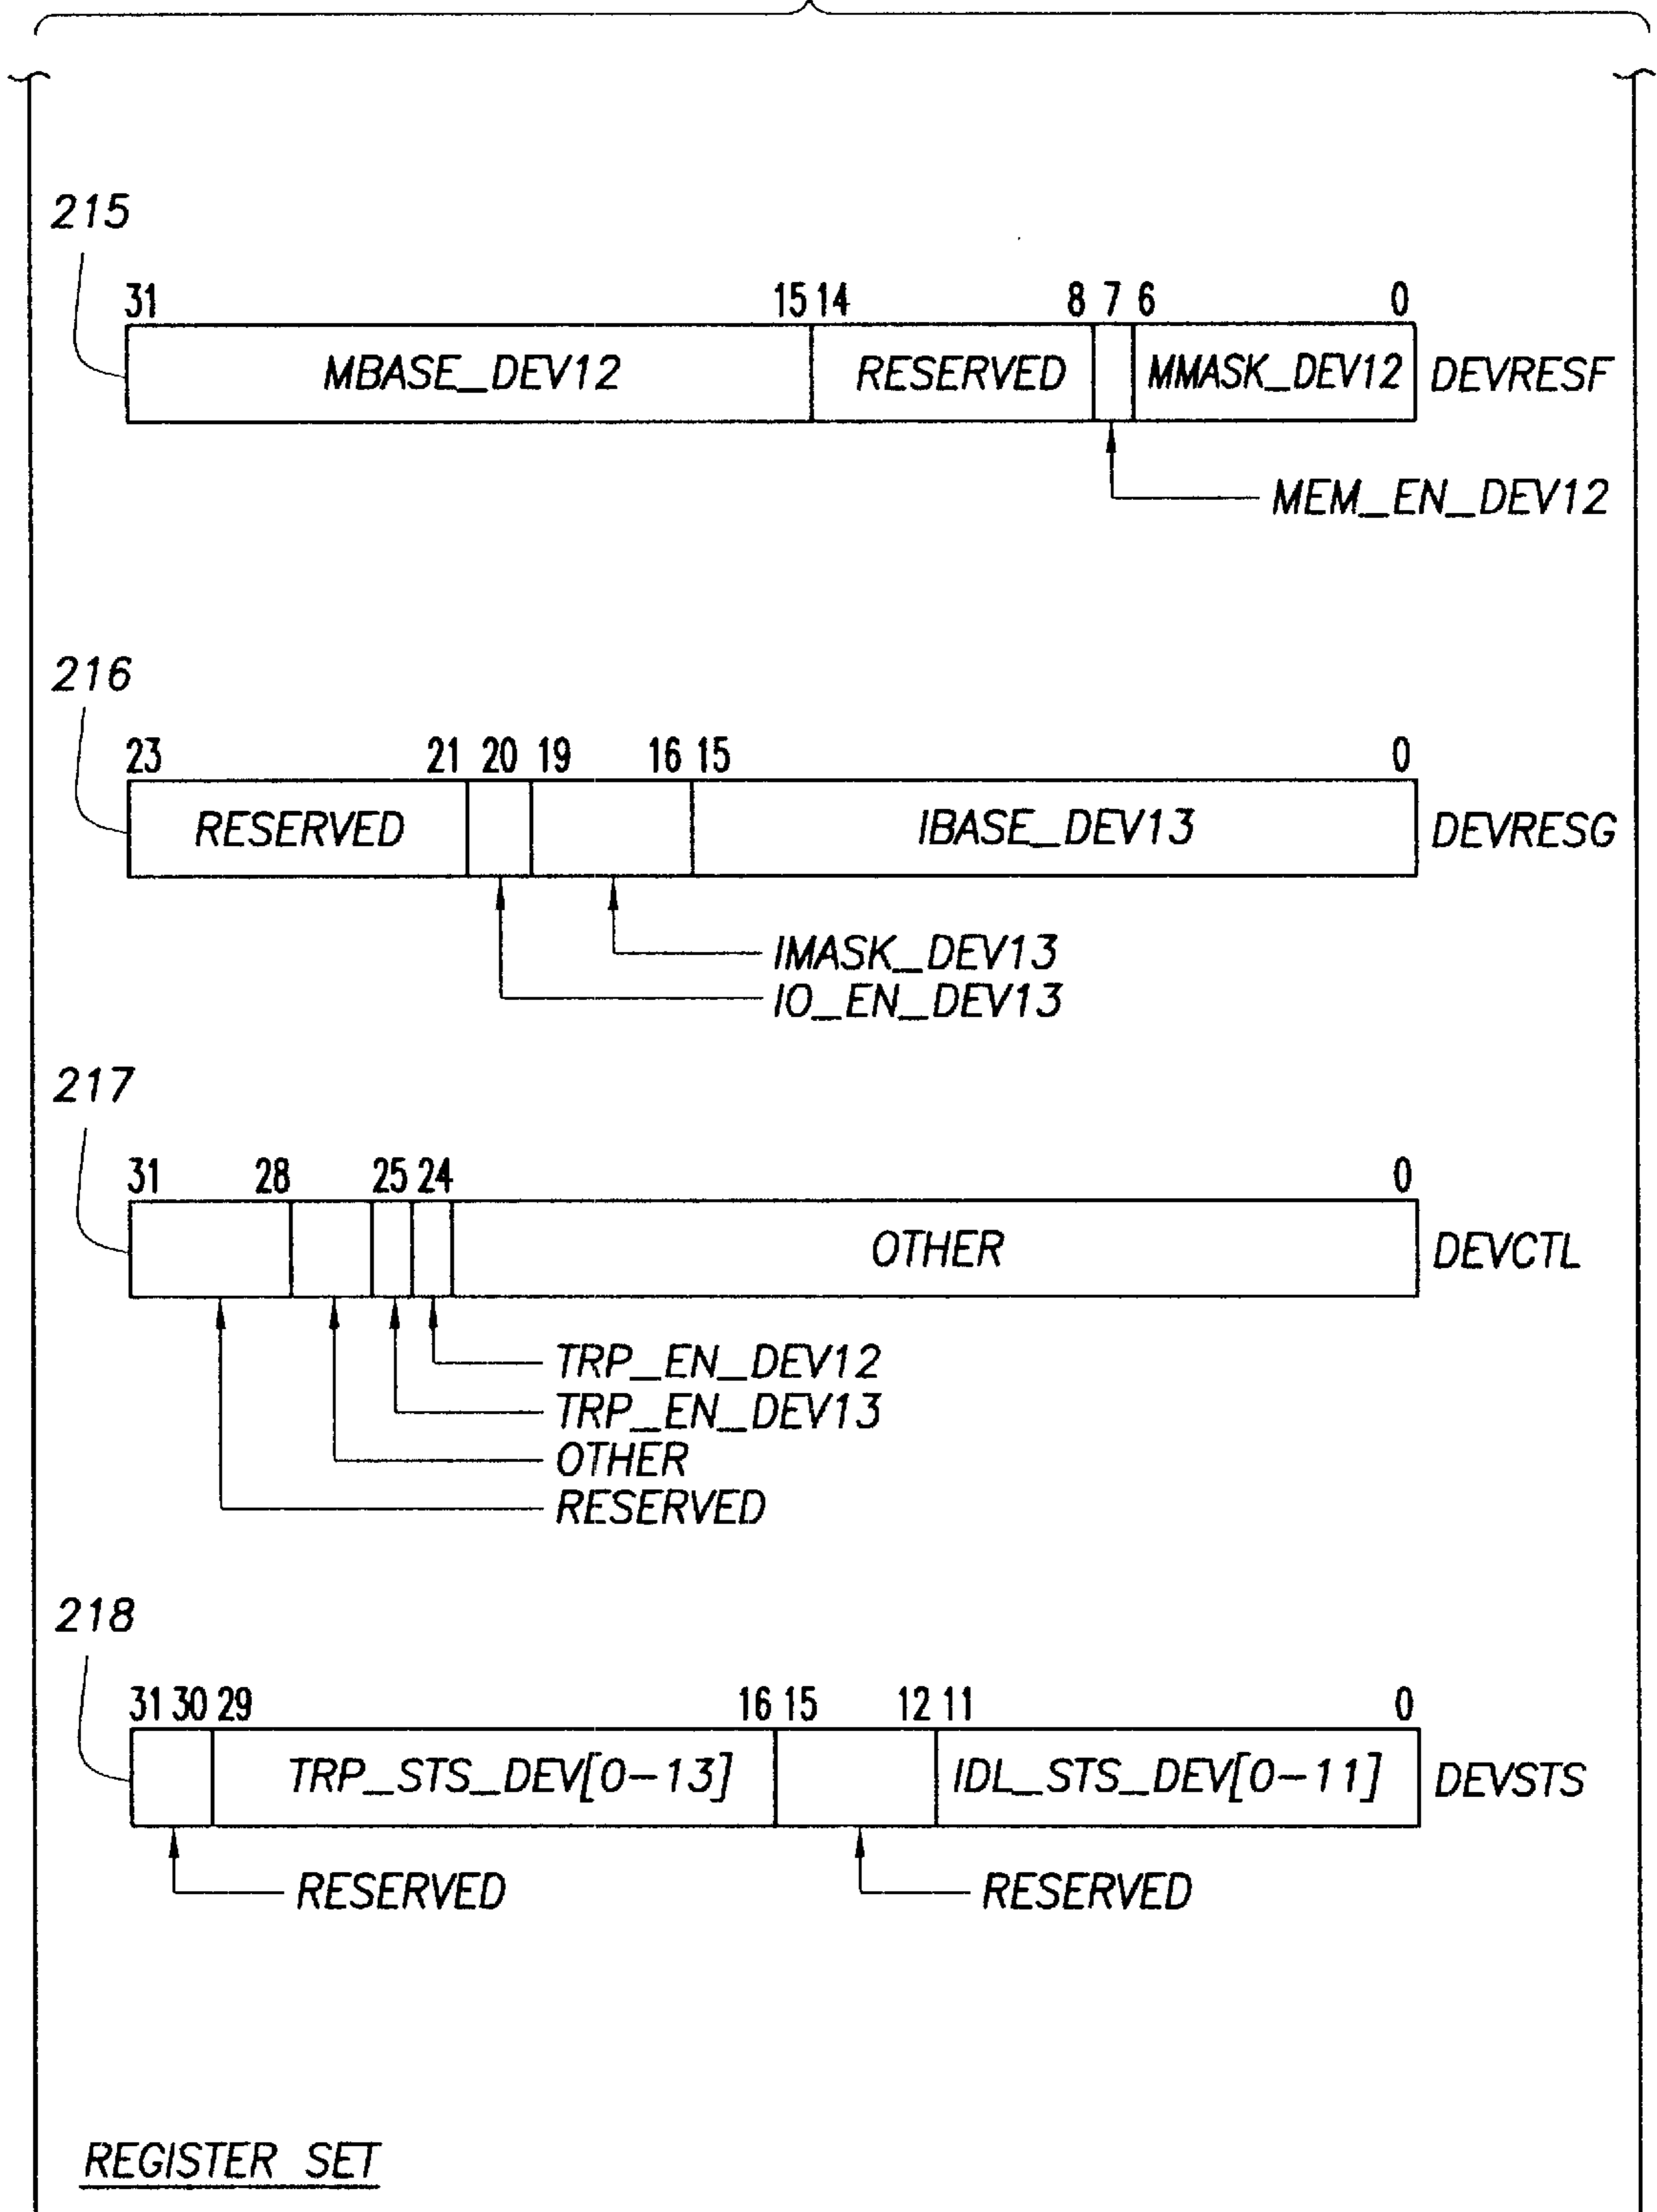 215
31 15 14 8 7 6 0
MBASE_DEV12 RESERVED MMASK_DEV12 DEVRESF
MEM_EN_DEV12
216
23 21 20 19 16 15 0
RESERVED IBASE_DEV13 DEVRESG
IMASK_DEV13
IO_EN_DEV13
217
31 28 25 24 0
OTHER DEVCTL
TRP_EN_DEV12
TRP_EN_DEV13
OTHER
RESERVED
218
31 30 29 16 15 12 11 0
TRP_STS_DEV[0-13] IDL_STS_DEV[0-11] DEVSTS
RESERVED RESERVED
REGISTER SET